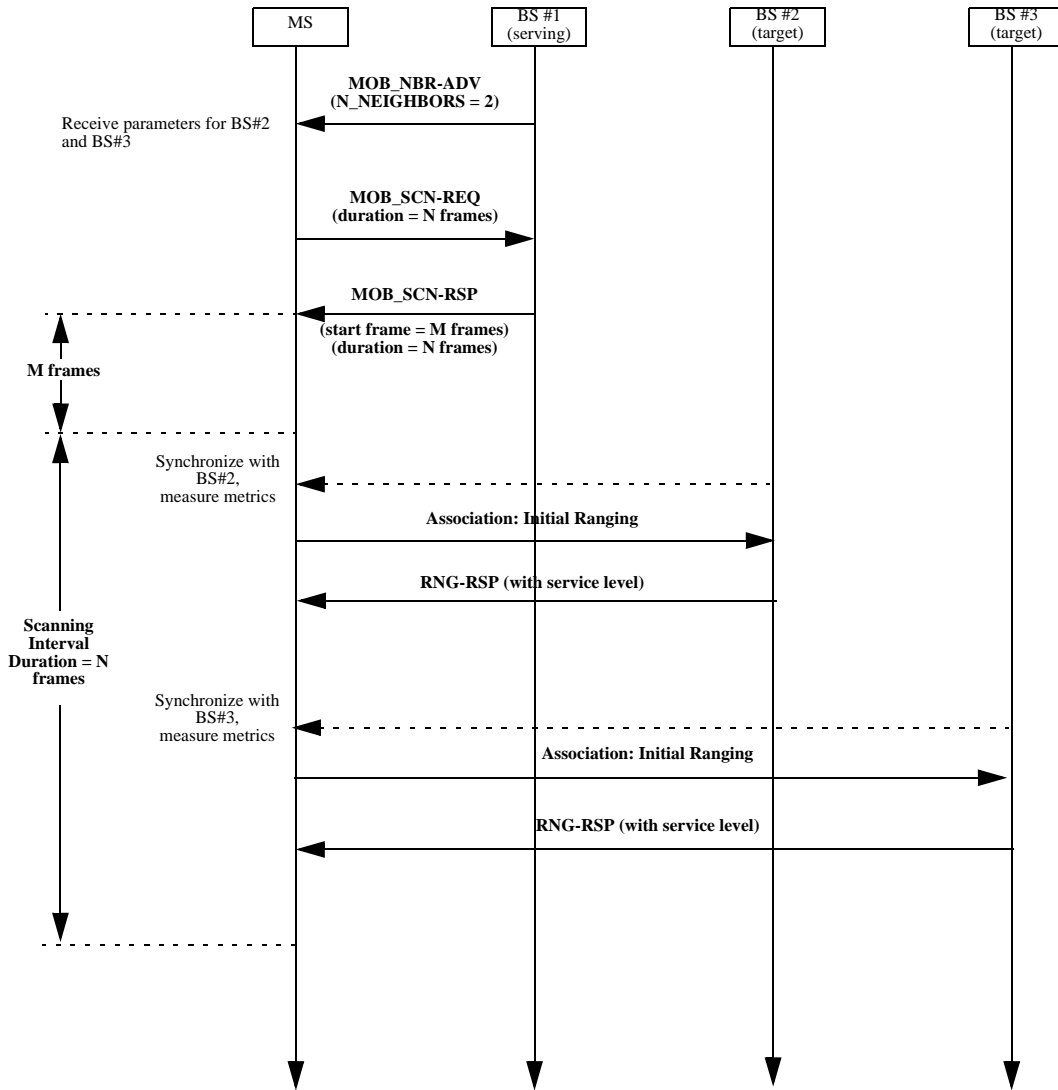 MS
BS #1
(serving)
BS #2
(target)
BS #3
(target)
MOB_NBR-ADV
(N_NEIGHBORS = 2)
Receive parameters for BS#2
and BS#3
MOB_SCN-REQ
(duration = N frames)
MOB_SCN-RSP
(start frame = M frames)
(duration = N frames)
M frames
Synchronize with
BS#2,
measure metrics
Association: Initial Ranging
RNG-RSP (with service level)
Scanning
Interval
Duration = N
frames
Synchronize with
BS#3,
measure metrics
Association: Initial Ranging
RNG-RSP (with service level)